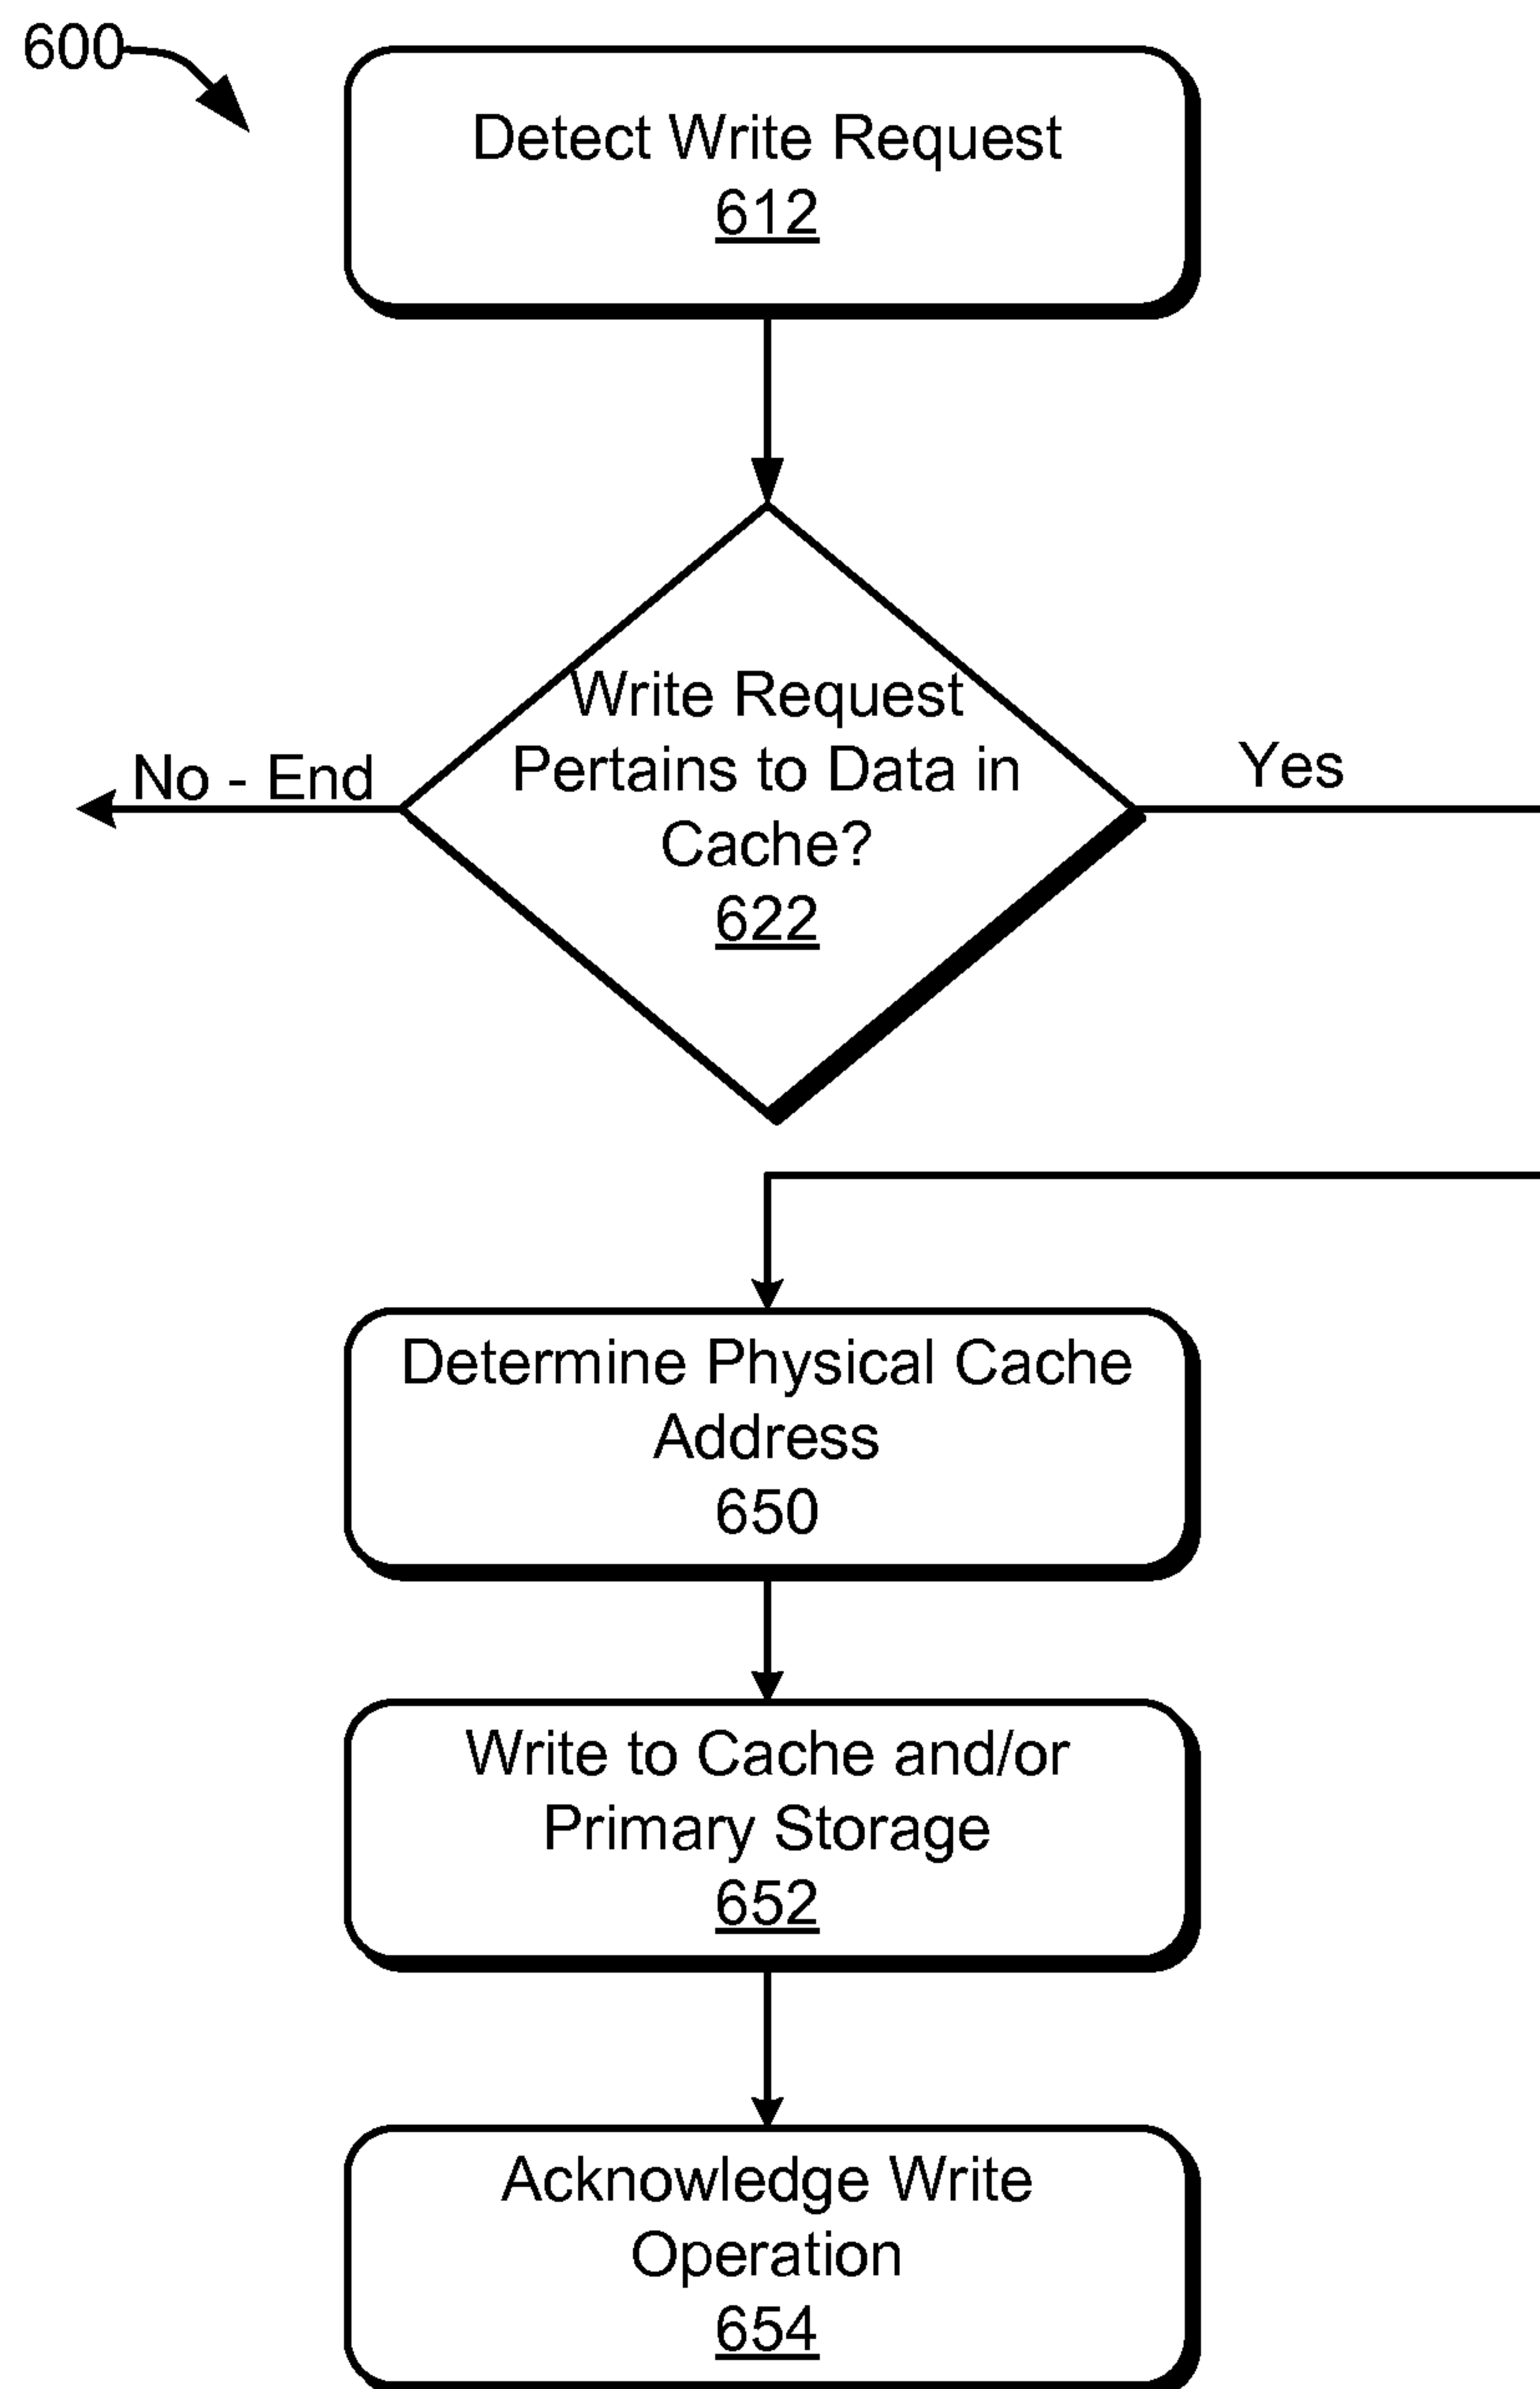 600
Detect Write Request
612
Write Request
Pertains to Data in
Cache?
622
No - End
Yes
Determine Physical Cache
Address
650
Write to Cache and/or
Primary Storage
652
Acknowledge Write
Operation
654